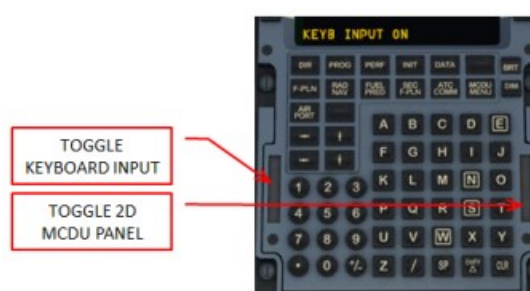 KEYB INPUT ON
DIR PROG PERF INIT DATA BRT
F-PLN RAD NAV FUEL PRED SEC F-PLN ATC COMM MCDU MENU DIM
AIR PORT
A B C D E
F G H I J
TOGGLE
KEYBOARD INPUT
1 2 3 K L M N O
TOGGLE 2D
MCDU PANEL
4 5 6 P Q R S T
7 8 9 U V W X Y
. 0 +/- Z / SP OVFY Δ CLR